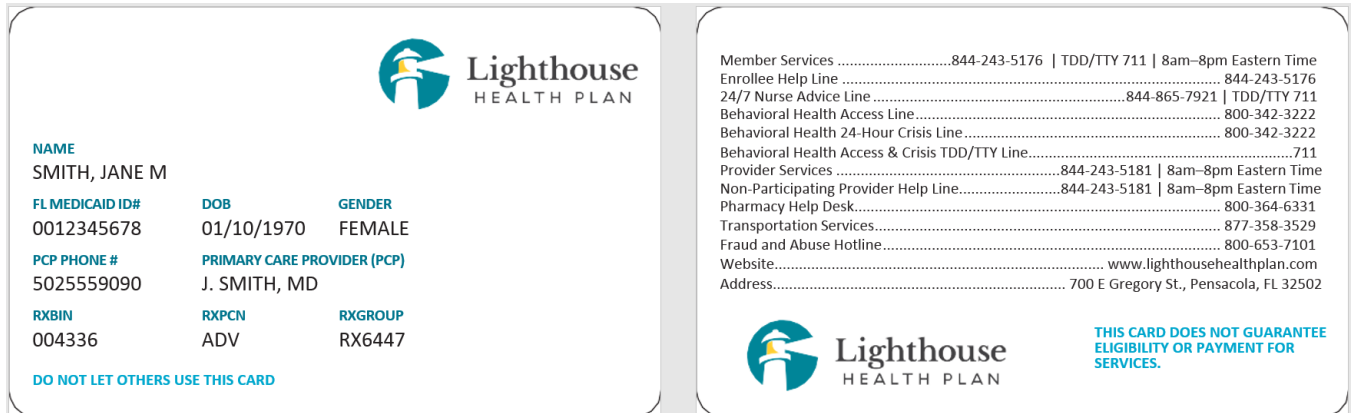 Lighthouse
HEALTH PLAN
NAME
SMITH, JANE M
FL MEDICAID ID# DOB GENDER
0012345678 01/10/1970 FEMALE
PCP PHONE # PRIMARY CARE PROVIDER (PCP)
5025559090 J. SMITH, MD
RXBIN RXPCN RXGROUP
004336 ADV RX6447
DO NOT LET OTHERS USE THIS CARD
Member Services ...........................844-243-5176 | TDD/TTY 711 | 8am–8pm Eastern Time
Enrollee Help Line ........................................................................................... 844-243-5176
24/7 Nurse Advice Line............................................................844-865-7921 | TDD/TTY 711
Behavioral Health Access Line......................................................................... 800-342-3222
Behavioral Health 24-Hour Crisis Line.............................................................. 800-342-3222
Behavioral Health Access & Crisis TDD/TTY Line...............................................................711
Provider Services ......................................................844-243-5181 | 8am–8pm Eastern Time
Non-Participating Provider Help Line........................844-243-5181 | 8am–8pm Eastern Time
Pharmacy Help Desk........................................................................................ 800-364-6331
Transportation Services................................................................................... 877-358-3529
Fraud and Abuse Hotline................................................................................. 800-653-7101
Website............................................................................... www.lighthousehealthplan.com
Address...................................................................... 700 E Gregory St., Pensacola, FL 32502
Lighthouse
HEALTH PLAN
THIS CARD DOES NOT GUARANTEE
ELIGIBILITY OR PAYMENT FOR
SERVICES.